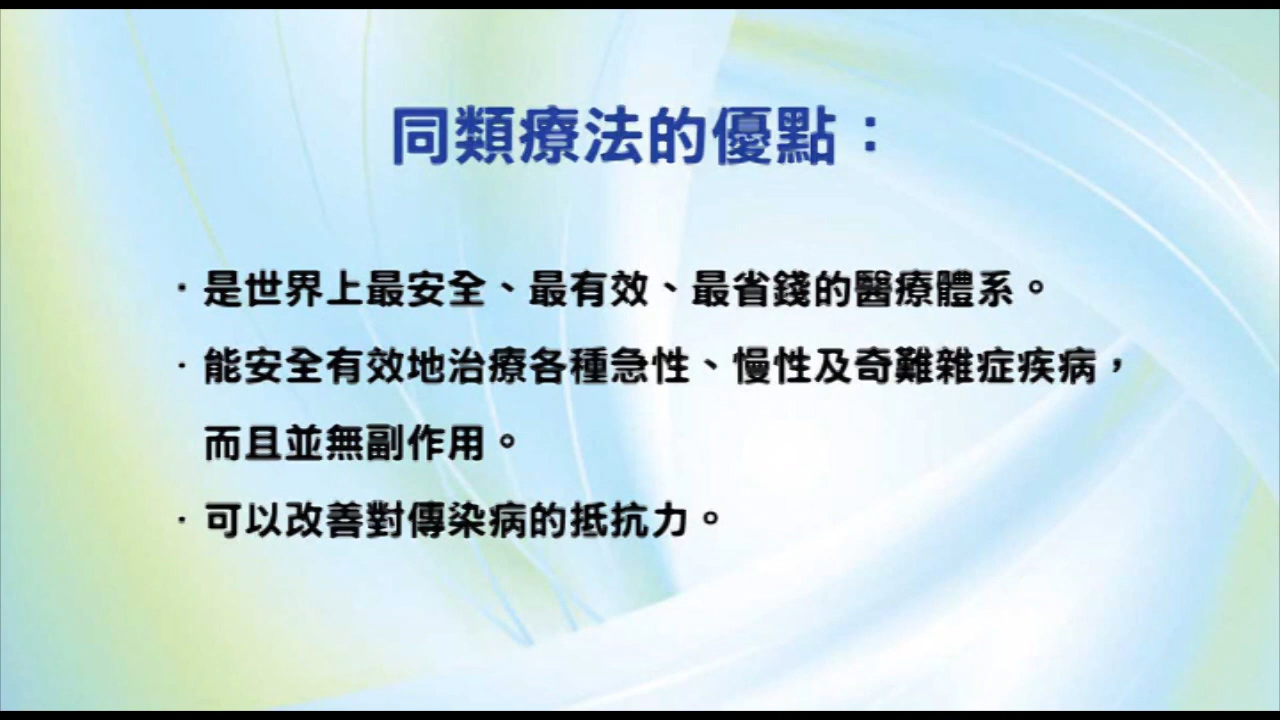 同類療法的優點：
· 是世界上最安全、最有效、最省錢的醫療體系。
· 能安全有效地治療各種急性、慢性及奇難雜症疾病，
而且並無副作用。
· 可以改善對傳染病的抵抗力。